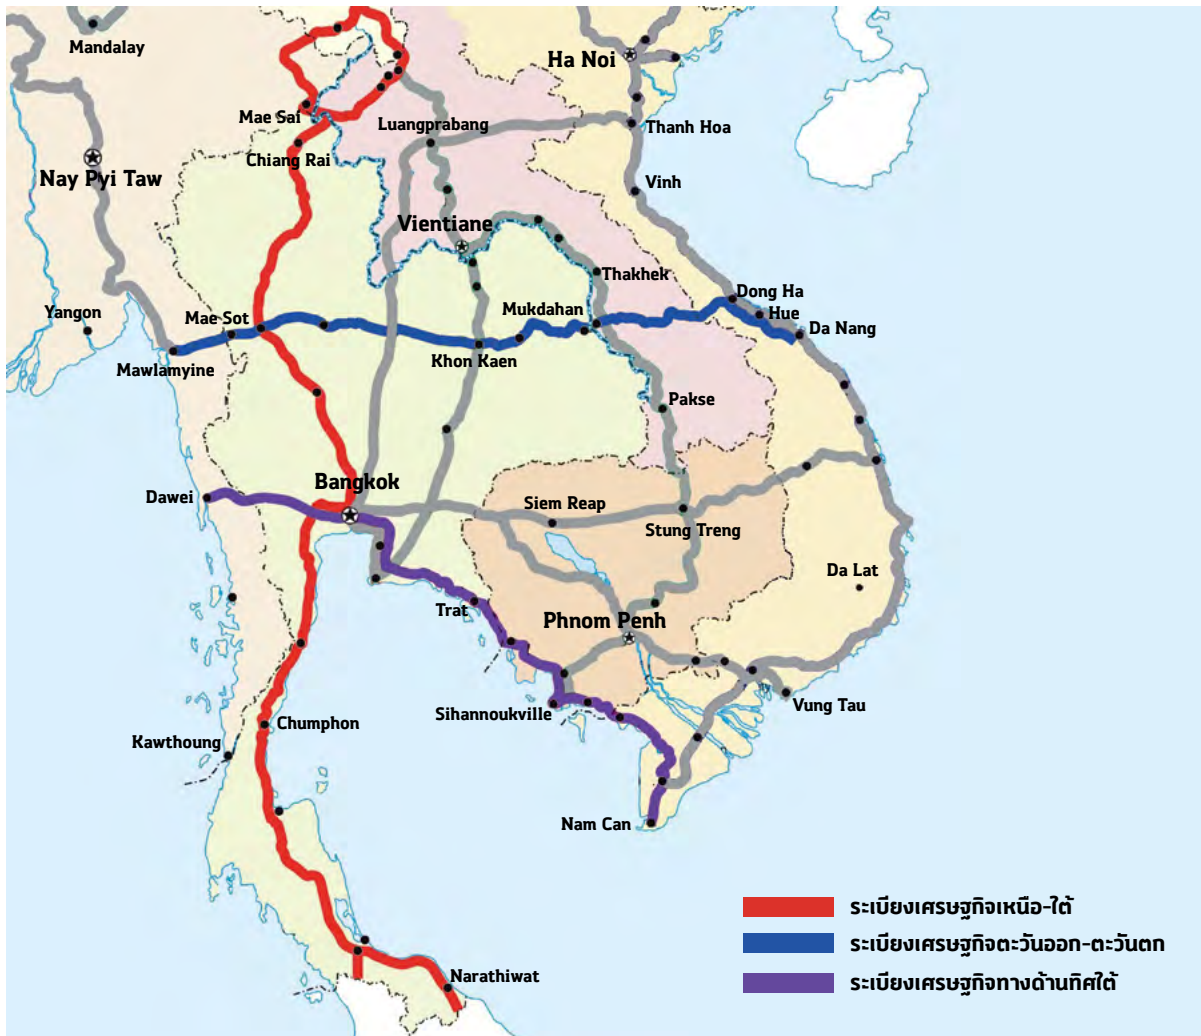 Mandalay
Ha Noi
Mae Sai
Luangprabang
Thanh Hoa
Chiang Rai
Nay Pyi Taw
Vinh
Vientiane
Thakhek
Dong Ha
Yangon
Mae Sot
Mukdahan
Hue
Da Nang
Mawlamyine
Khon Kaen
Pakse
Bangkok
Dawei
Siem Reap
Stung Treng
Da Lat
Trat
Phnom Penh
Vung Tau
Sihannoukville
Chumphon
Kawthoung
Nam Can
ระเบียงเศรษฐกิจเหนือ-ใต้
ระเบียงเศรษฐกิจตะวันออก-ตะวันตก
ระเบียงเศรษฐกิจทางด้านทิศใต้
Narathiwat